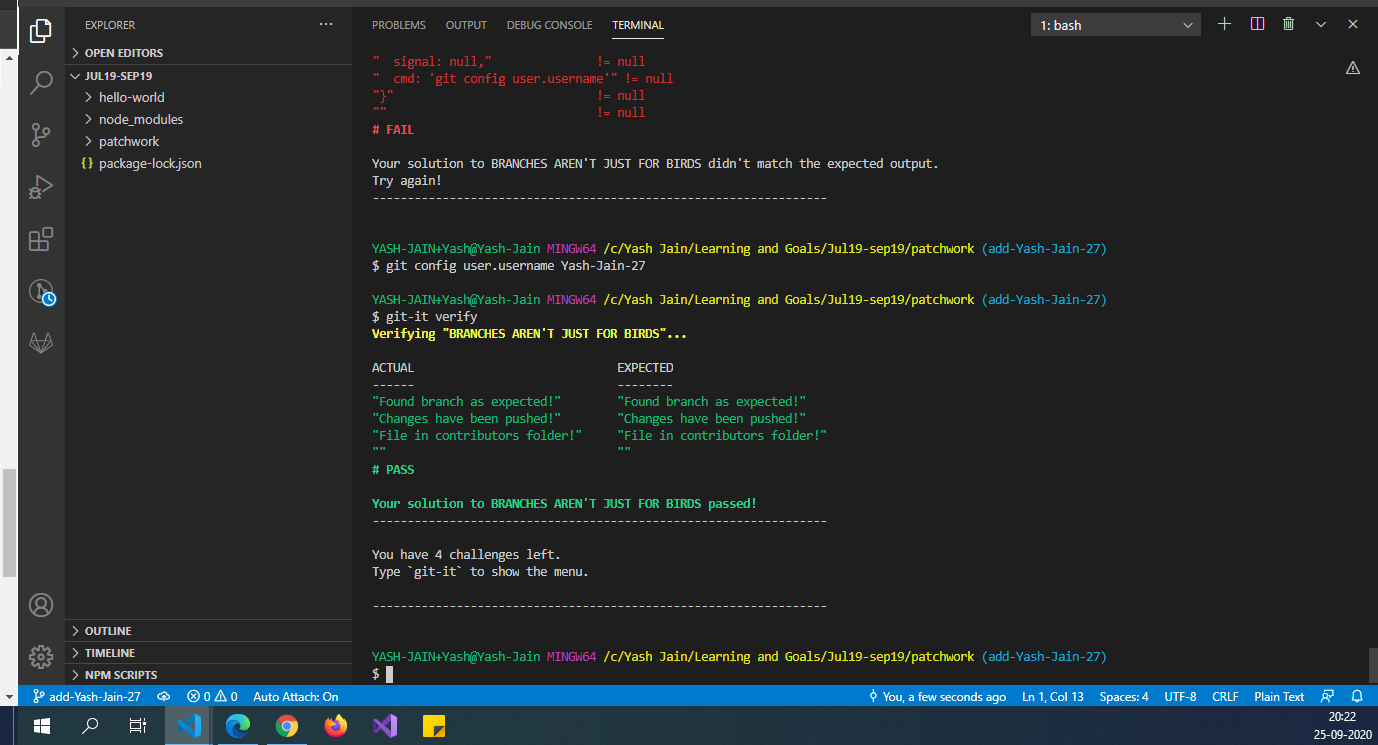 EXPLORER
OPEN EDITORS
JUL19-SEP19
hello-world
node_modules
patchwork
{} package-lock.json
OUTLINE
TIMELINE
NPM SCRIPTS
PROBLEMS OUTPUT DEBUG CONSOLE TERMINAL
1: bash
"  signal: null," != null
"  cmd: 'git config user.username'" != null
"}" != null
"" != null
# FAIL
Your solution to BRANCHES AREN'T JUST FOR BIRDS didn't match the expected output.
Try again!
-----------------------------------------------------------------
YASH-JAIN+Yash@Yash-Jain MINGW64 /c/Yash Jain/Learning and Goals/Jul19-sep19/patchwork (add-Yash-Jain-27)
$ git config user.username Yash-Jain-27
YASH-JAIN+Yash@Yash-Jain MINGW64 /c/Yash Jain/Learning and Goals/Jul19-sep19/patchwork (add-Yash-Jain-27)
$ git-it verify
Verifying "BRANCHES AREN'T JUST FOR BIRDS"...
ACTUAL EXPECTED
------ --------
"Found branch as expected!" "Found branch as expected!"
"Changes have been pushed!" "Changes have been pushed!"
"File in contributors folder!" "File in contributors folder!"
"" ""
# PASS
Your solution to BRANCHES AREN'T JUST FOR BIRDS passed!
-----------------------------------------------------------------
You have 4 challenges left.
Type `git-it` to show the menu.
-----------------------------------------------------------------
YASH-JAIN+Yash@Yash-Jain MINGW64 /c/Yash Jain/Learning and Goals/Jul19-sep19/patchwork (add-Yash-Jain-27)
$
add-Yash-Jain-27 0 0 Auto Attach: On You, a few seconds ago Ln 1, Col 13 Spaces: 4 UTF-8 CRLF Plain Text
20:22
25-09-2020